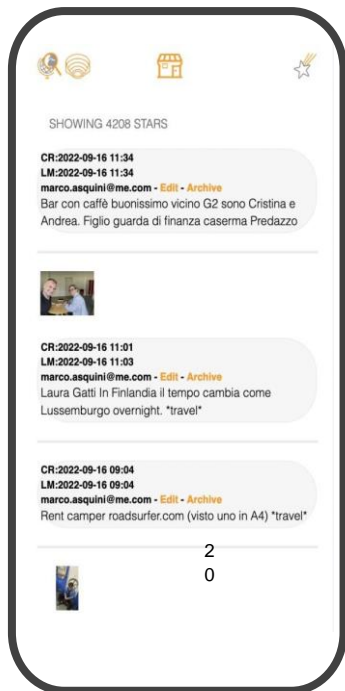 SHOWING 4208 STARS
CR:2022-09-16 11:34
LM:2022-09-16 11:34
marco.asquini@me.com - Edit - Archive
Bar con caffè buonissimo vicino G2 sono Cristina e
Andrea. Figlio guarda di finanza caserma Predazzo
CR:2022-09-16 11:01
LM:2022-09-16 11:03
marco.asquini@me.com - Edit - Archive
Laura Gatti In Finlandia il tempo cambia come
Lussemburgo overnight. *travel*
CR:2022-09-16 09:04
LM:2022-09-16 09:04
marco.asquini@me.com - Edit - Archive
Rent camper roadsurfer.com (visto uno in A4) *travel*
2
0